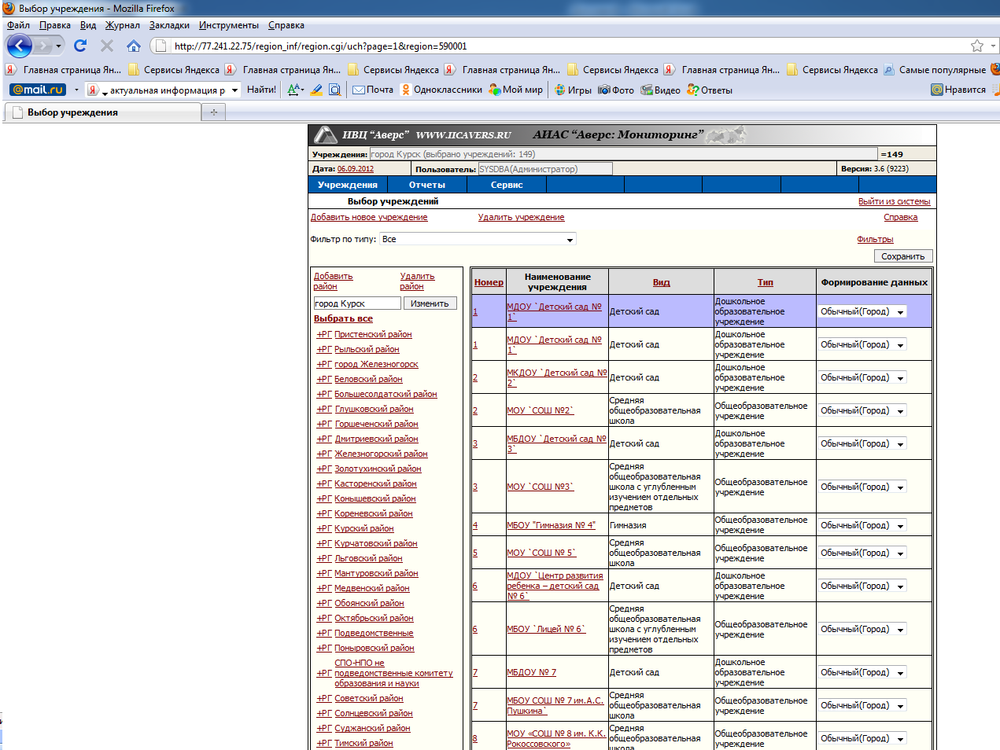 Выбор учреждения - Mozilla Firefox
Файл Правка Вид Журнал Закладки Инструменты Справка
http://77.241.22.75/region_inf/region.cgi/uch?page=1&region=590001
Главная страница Ян... Сервисы Яндекса Главная страница Ян... Сервисы Яндекса Главная страница Ян... Сервисы Яндекса Главная страница Ян... Сервисы Яндекса Самые популярные
@mail.ru актуальная информация р Найти! Почта Одноклассники Мой мир Игры Фото Видео Ответы Нравится
Выбор учреждения
ИВЦ “Аверс” WWW.IICAVERS.RU АИАС “Аверс: Мониторинг”
Учреждения: город Курск (выбрано учреждений: 149) =149
Дата: 06.09.2012 Пользователь: SYSDBA(Администратор) Версия: 3.6 (9223)
Учреждения Отчеты Сервис
Выбор учреждений Выйти из системы
Добавить новое учреждение Удалить учреждение Справка
Фильтр по типу: Все Фильтры
Сохранить
Добавить район Удалить район
город Курск Изменить
Выбрать все
+РГ Пристенский район
+РГ Рыльский район
+РГ город Железногорск
+РГ Беловский район
+РГ Большесолдатский район
+РГ Глушковский район
+РГ Горшеченский район
+РГ Дмитриевский район
+РГ Железногорский район
+РГ Золотухинский район
+РГ Касторенский район
+РГ Конышевский район
+РГ Кореневский район
+РГ Курский район
+РГ Курчатовский район
+РГ Льговский район
+РГ Мантуровский район
+РГ Медвенский район
+РГ Обоянский район
+РГ Октябрьский район
+РГ Подведомственные
+РГ Поныровский район
СПО-НПО не
+РГ подведомственные комитету
образования и науки
+РГ Советский район
+РГ Солнцевский район
+РГ Суджанский район
+РГ Тимский район
Номер Наименование учреждения Вид Тип Формирование данных
1 МДОУ `Детский сад № 1` Детский сад Дошкольное образовательное учреждение Обычный(Город)
1 МДОУ `Детский сад № 1` Детский сад Дошкольное образовательное учреждение Обычный(Город)
2 МКДОУ `Детский сад № 2` Детский сад Дошкольное образовательное учреждение Обычный(Город)
2 МОУ `СОШ №2` Средняя общеобразовательная школа Общеобразовательное учреждение Обычный(Город)
3 МБДОУ `Детский сад № 3` Детский сад Дошкольное образовательное учреждение Обычный(Город)
3 МОУ `СОШ №3` Средняя общеобразовательная школа с углубленным изучением отдельных предметов Общеобразовательное учреждение Обычный(Город)
4 МБОУ "Гимназия № 4" Гимназия Общеобразовательное учреждение Обычный(Город)
5 МОУ `СОШ № 5` Средняя общеобразовательная школа Общеобразовательное учреждение Обычный(Город)
6 МДОУ `Центр развития ребенка – детский сад № 6` Детский сад Дошкольное образовательное учреждение Обычный(Город)
6 МБОУ `Лицей № 6` Средняя общеобразовательная школа с углубленным изучением отдельных предметов Общеобразовательное учреждение Обычный(Город)
7 МБДОУ № 7 Детский сад Дошкольное образовательное учреждение Обычный(Город)
7 МБОУ СОШ № 7 им.А.С. Пушкина` Средняя общеобразовательная школа Общеобразовательное учреждение Обычный(Город)
8 МОУ «СОШ № 8 им. К.К. Рокоссовского» Средняя общеобразовательная школа Общеобразовательное учреждение Обычный(Город)